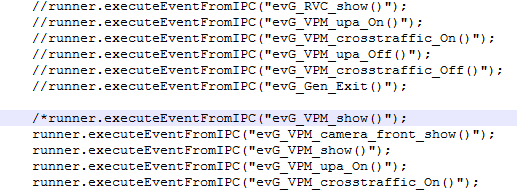 //runner.executeEventFromIPC("evG_RVC_show()");
//runner.executeEventFromIPC("evG_VPM_upa_On()");
//runner.executeEventFromIPC("evG_VPM_crosstraffic_On()");
//runner.executeEventFromIPC("evG_VPM_upa_Off()");
//runner.executeEventFromIPC("evG_VPM_crosstraffic_Off()");
//runner.executeEventFromIPC("evG_Gen_Exit()");
/*runner.executeEventFromIPC("evG_VPM_show()");
runner.executeEventFromIPC("evG_VPM_camera_front_show()");
runner.executeEventFromIPC("evG_VPM_show()");
runner.executeEventFromIPC("evG_VPM_upa_On()");
runner.executeEventFromIPC("evG_VPM_crosstraffic_On()");